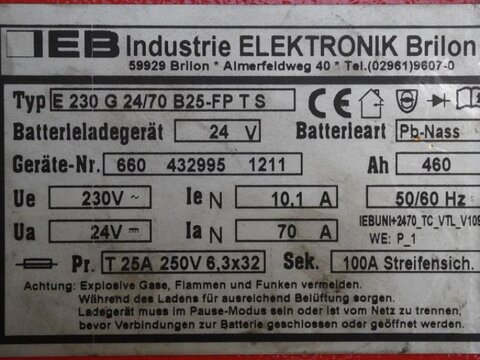 IEB Industrie ELEKTRONIK Brilon
59929 Brilon * Almerfeldweg 40 * Tel.(02961)9607-0
Typ E 230 G 24/70 B25-FP T S CE
Batterieladegerät 24 V Batterieart Pb-Nass
Geräte-Nr. 660 432995 1211 Ah 460
Ue 230V ~ Ie N 10,1 A 50/60 Hz
Ua 24V Ia N 70 A IEBUNI+2470_TC_VTL_V109
WE: P_1
Pr. T 25A 250V 6,3x32 Sek. 100A Streifensich.
Achtung: Explosive Gase, Flammen und Funken vermeiden.
Während des Ladens für ausreichend Belüftung sorgen.
Ladegerät muss im Pause-Modus sein oder ist vom Netz zu trennen,
bevor Verbindungen zur Batterie geschlossen oder geöffnet werden.